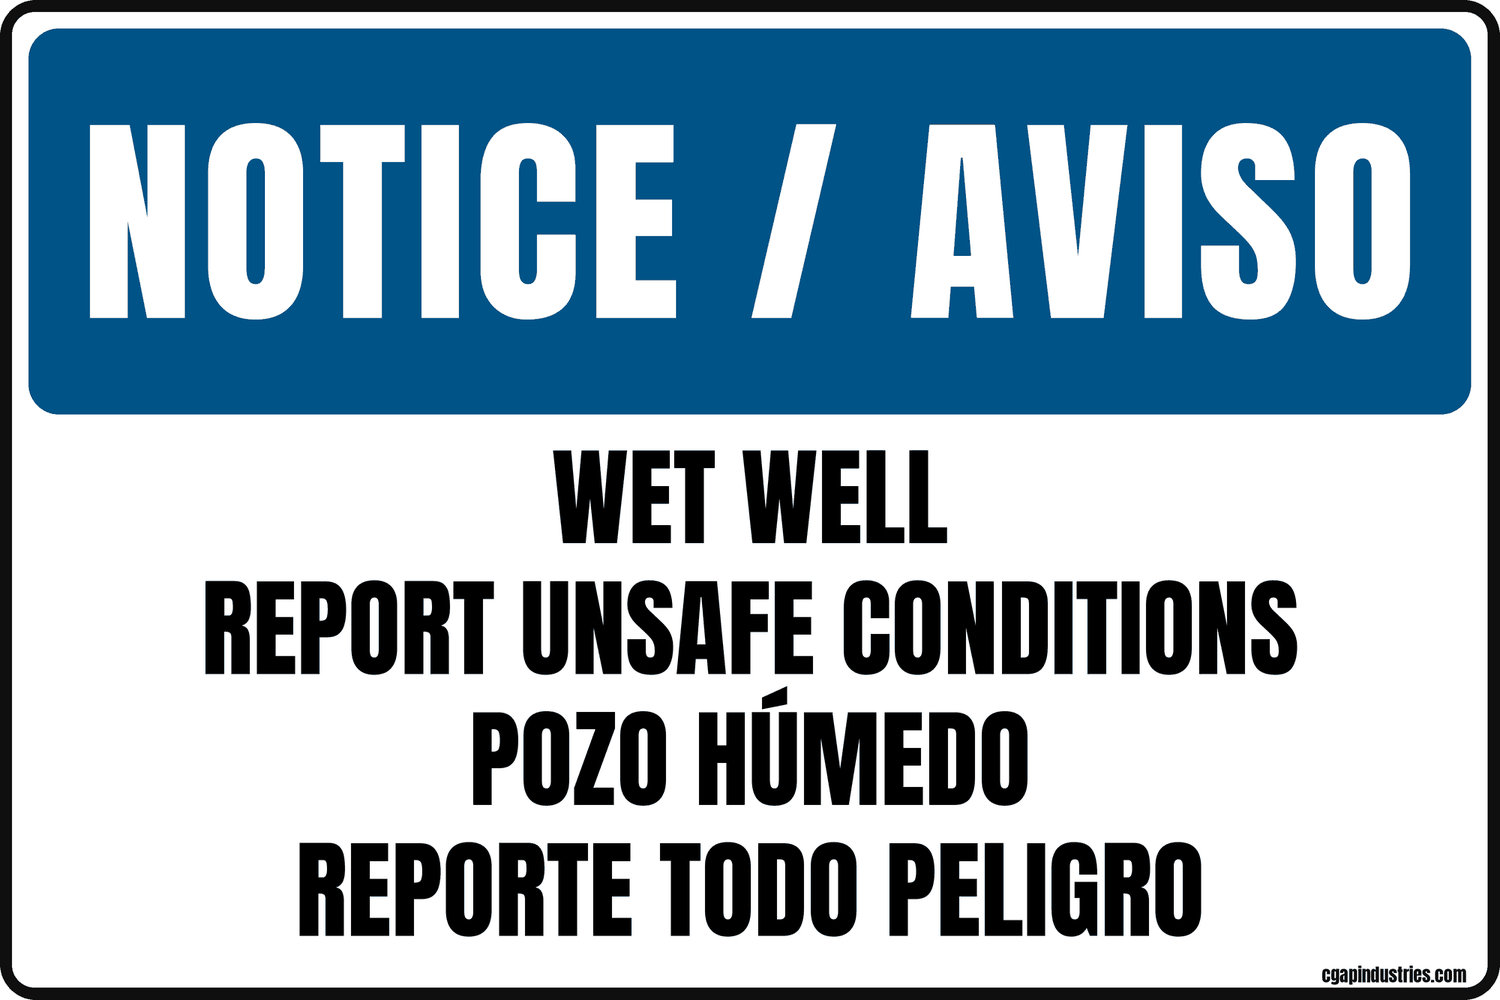 NOTICE / AVISO
WET WELL
REPORT UNSAFE CONDITIONS
POZO HÚMEDO
REPORTE TODO PELIGRO
cgapindustries.com